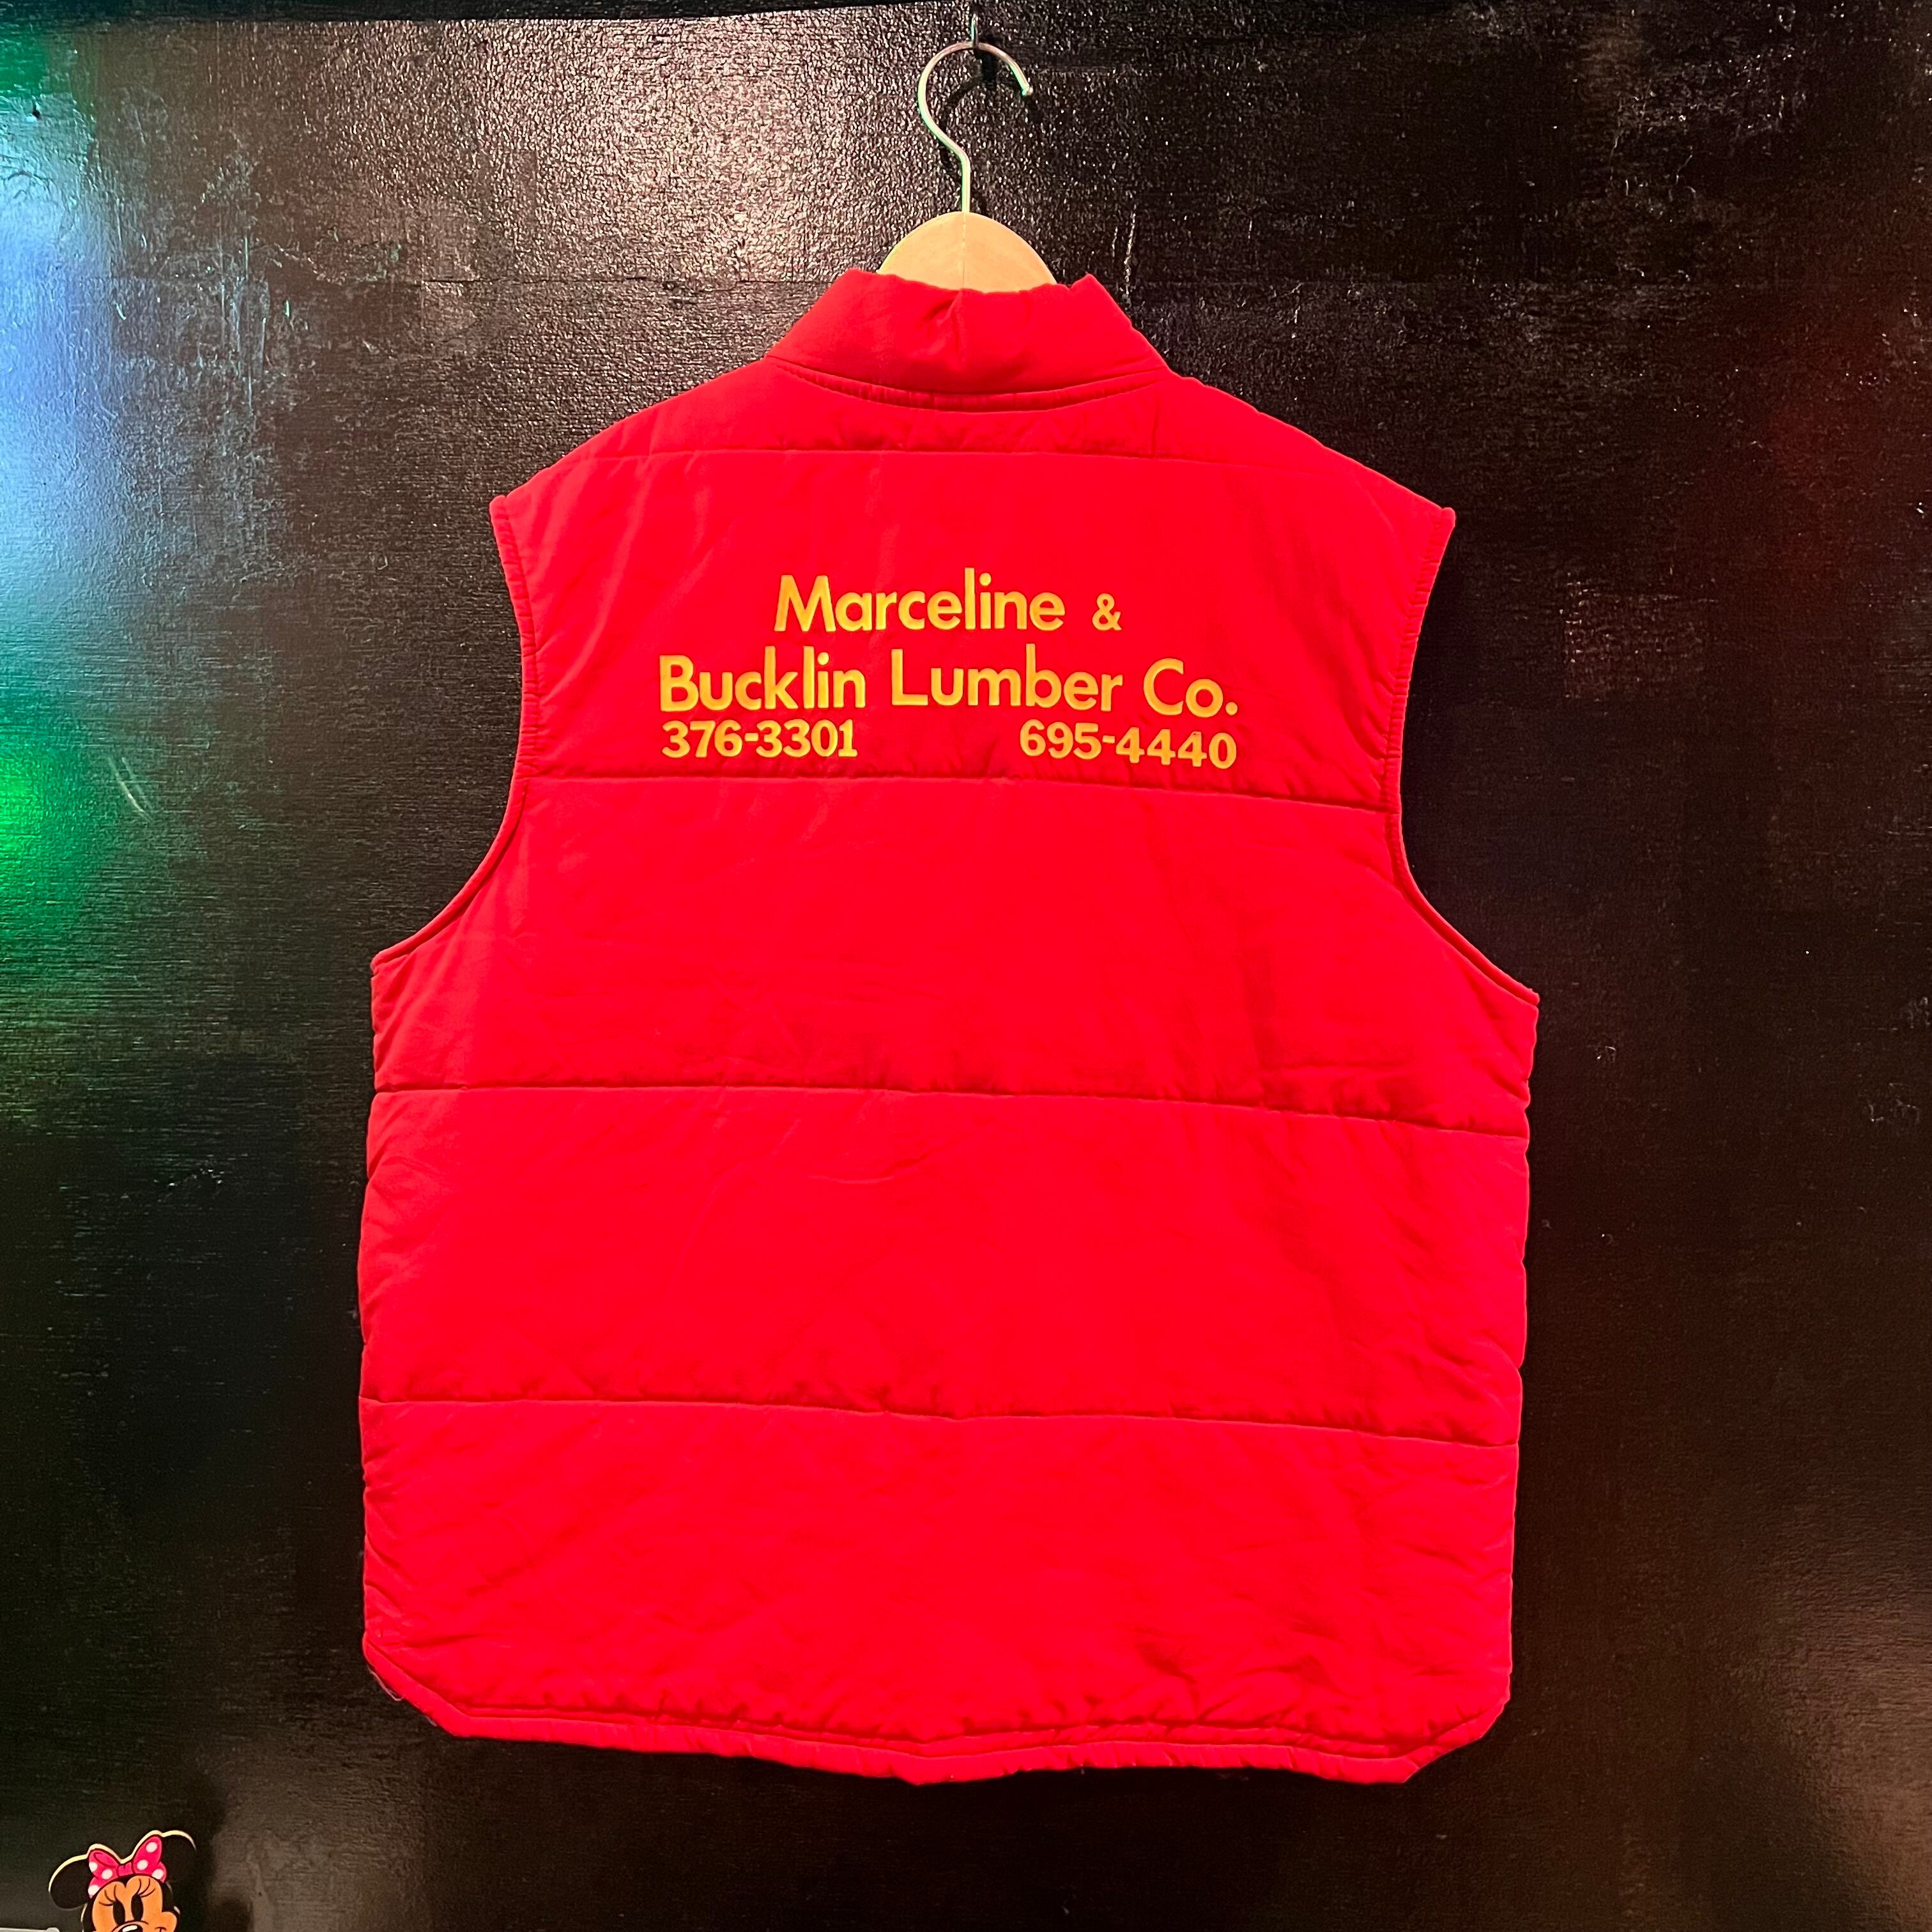 Marceline &
Bucklin Lumber Co.
376-3301 695-4440